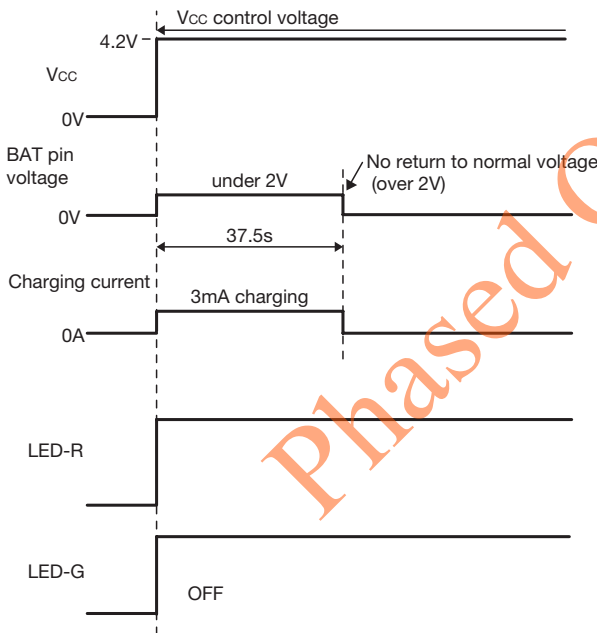 Vcc control voltage
4.2V
Vcc
0V
BAT pin
voltage
No return to normal voltage
(over 2V)
under 2V
0V
37.5s
Charging current
3mA charging
0A
LED-R
LED-G
OFF
Phased